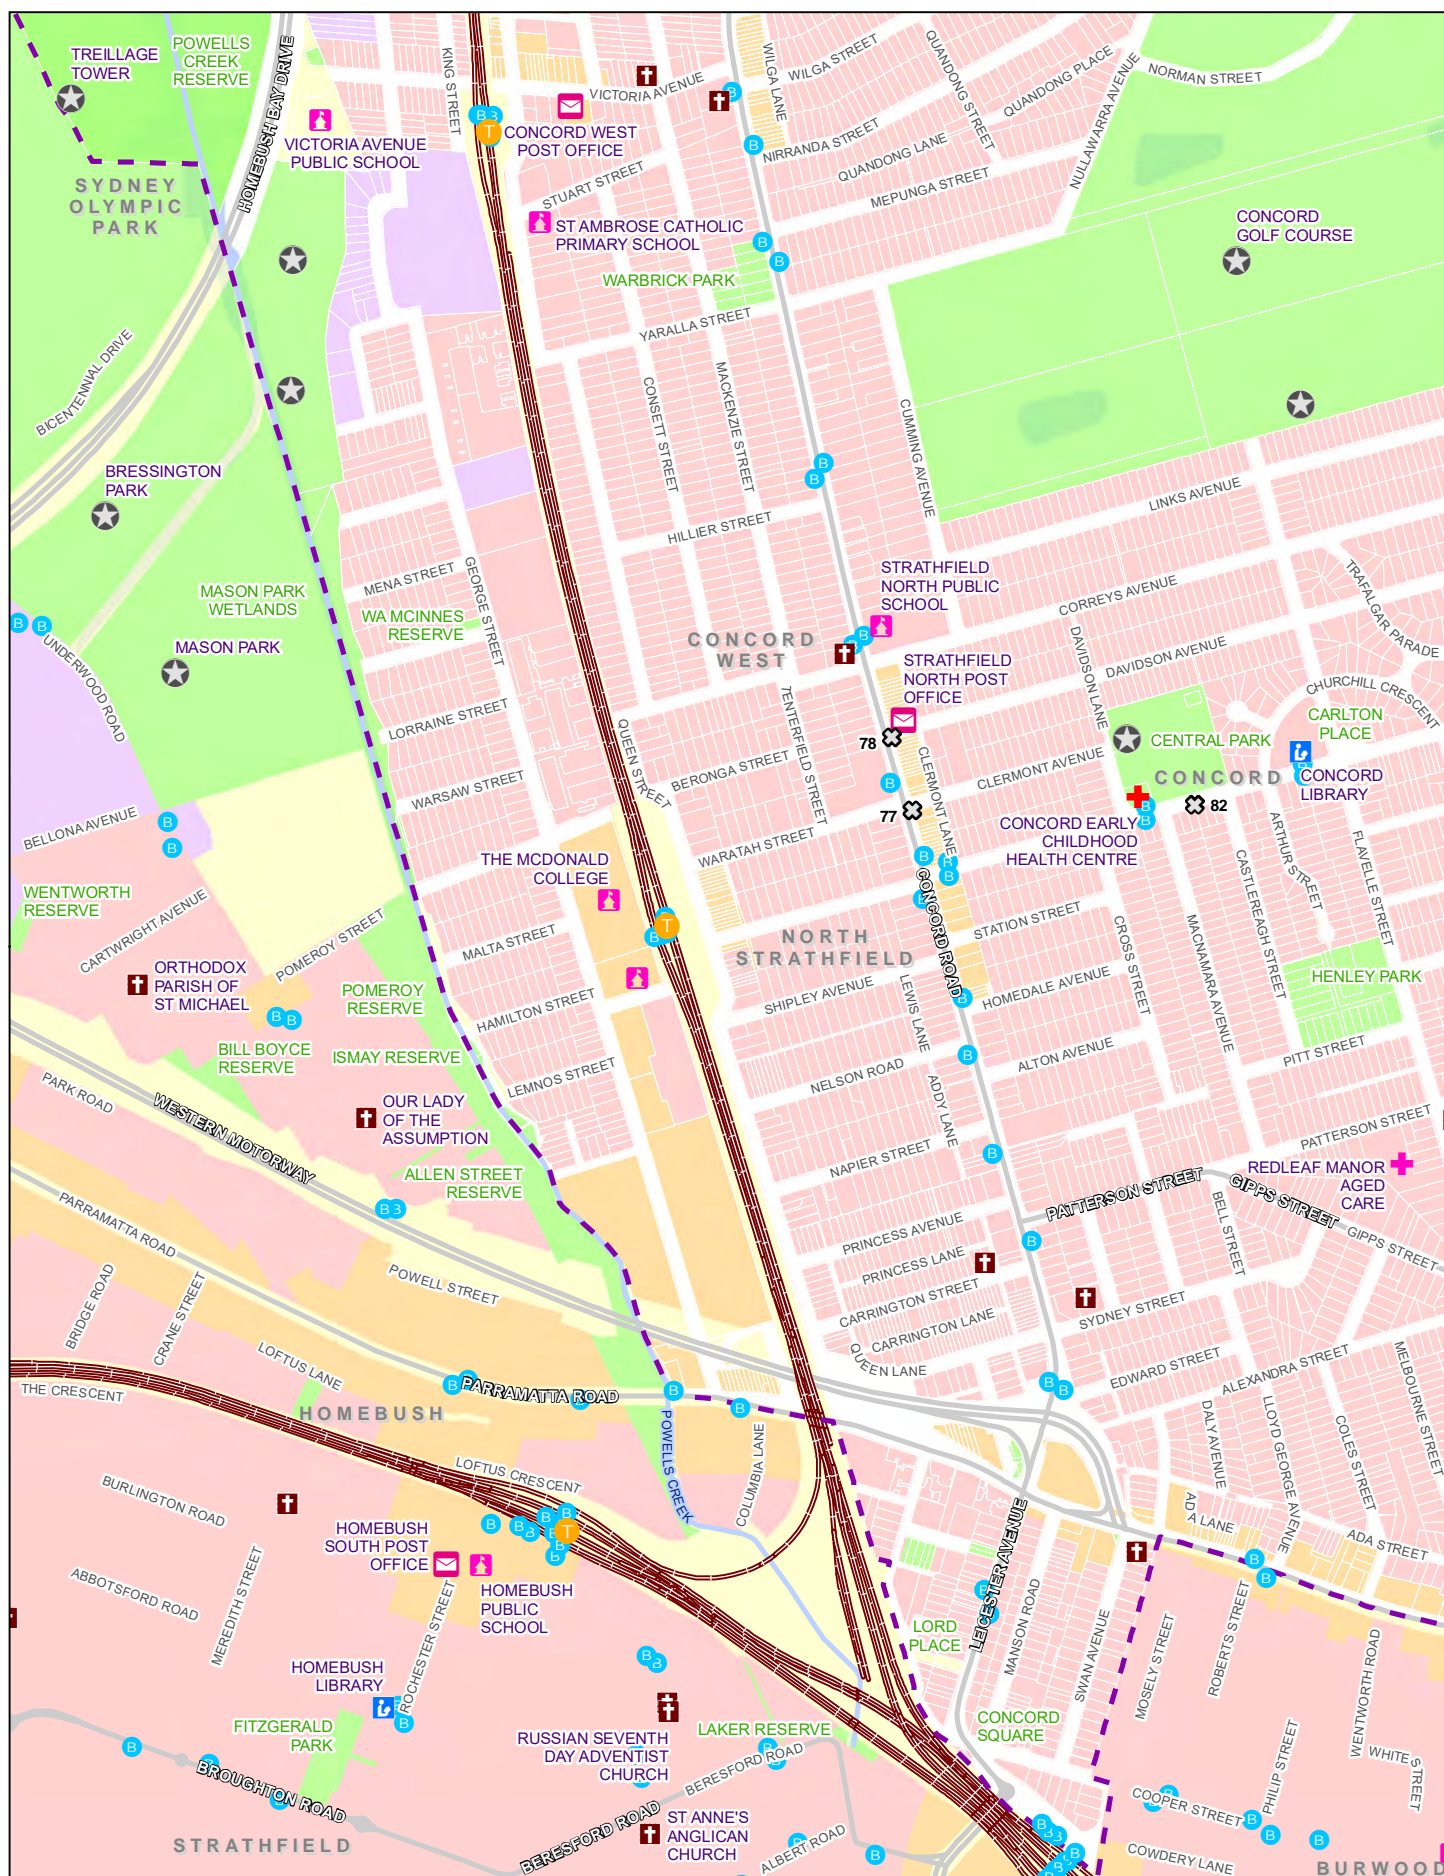 TREILLAGE
TOWER
POWELLS
CREEK
RESERVE
HOMEBUSH BAY DRIVE
KING STREET
VICTORIA AVENUE
WILGA LANE
WILGA STREET
QUANDONG STREET
QUANDONG PLACE
NULLAWARRA AVENUE
NORMAN STREET
VICTORIA AVENUE
PUBLIC SCHOOL
B
T
CONCORD WEST
POST OFFICE
NIRRANDA STREET
QUANDONG LANE
MEPUNGA STREET
SYDNEY
OLYMPIC
PARK
STUART STREET
ST AMBROSE CATHOLIC
PRIMARY SCHOOL
WARBRICK PARK
CONCORD
GOLF COURSE
YARALLA STREET
BICENTENNIAL DRIVE
CONSETT STREET
MACKENZIE STREET
CUMMING AVENUE
BRESSINGTON
PARK
LINKS AVENUE
HILLIER STREET
MENA STREET
GEORGE STREET
STRATHFIELD
NORTH PUBLIC
SCHOOL
CORREYS AVENUE
TRAFALGAR PARADE
MASON PARK
WETLANDS
WA MCINNES
RESERVE
CONCORD
WEST
UNDERWOOD ROAD
MASON PARK
STRATHFIELD
NORTH POST
OFFICE
DAVIDSON LANE
DAVIDSON AVENUE
CHURCHILL CRESCENT
LORRAINE STREET
QUEEN STREET
TENTERFIELD STREET
78
CARLTON
PLACE
CENTRAL PARK
BERONGA STREET
CLERMONT LANE
CLERMONT AVENUE
CONCORD
CONCORD
LIBRARY
WARSAW STREET
77
82
BELLONA AVENUE
WARATAH STREET
CONCORD EARLY
CHILDHOOD
HEALTH CENTRE
ARTHUR STREET
FLAVELLE STREET
CASTLEREAGH STREET
THE MCDONALD
COLLEGE
WENTWORTH
RESERVE
CARTWRIGHT AVENUE
POMEROY STREET
MALTA STREET
T
NORTH
STRATHFIELD
CONCORD ROAD
STATION STREET
CROSS STREET
MACNAMARA AVENUE
ORTHODOX
PARISH OF
ST MICHAEL
POMEROY
RESERVE
HAMILTON STREET
SHIPLEY AVENUE
LEWIS LANE
HOMEDALE AVENUE
HENLEY PARK
BILL BOYCE
RESERVE
ISMAY RESERVE
LEMNOS STREET
NELSON ROAD
ADDY LANE
ALTON AVENUE
PITT STREET
PARK ROAD
WESTERN MOTORWAY
OUR LADY
OF THE
ASSUMPTION
NAPIER STREET
PATTERSON STREET
ALLEN STREET
RESERVE
PATTERSON STREET
GIPPS STREET
REDLEAF MANOR
AGED
CARE
BELL STREET
GIPPS STREET
PARRAMATTA ROAD
PRINCESS AVENUE
PRINCESS LANE
POWELL STREET
CARRINGTON STREET
CARRINGTON LANE
SYDNEY STREET
BRIDGE ROAD
CRANE STREET
LOFTUS LANE
QUEEN LANE
EDWARD STREET
ALEXANDRA STREET
MELBOURNE STREET
THE CRESCENT
PARRAMATTA ROAD
HOMEBUSH
POWELLS CREEK
COLUMBIA LANE
DALY AVENUE
LLOYD GEORGE AVENUE
COLES STREET
LOFTUS CRESCENT
BURLINGTON ROAD
ADA LANE
ADA STREET
T
HOMEBUSH
SOUTH POST
OFFICE
HOMEBUSH
PUBLIC
SCHOOL
ABBOTSFORD ROAD
MEREDITH STREET
ROCHESTER STREET
LEICESTER AVENUE
MANSON ROAD
SWAN AVENUE
MOSELY STREET
ROBERTS STREET
WENTWORTH ROAD
LORD
PLACE
HOMEBUSH
LIBRARY
FITZGERALD
PARK
RUSSIAN SEVENTH
DAY ADVENTIST
CHURCH
LAKER RESERVE
BERESFORD ROAD
CONCORD
SQUARE
PHILIP STREET
WHITE STREET
BROUGHTON ROAD
BERESFORD ROAD
ST ANNE'S
ANGLICAN
CHURCH
ALBERT ROAD
COOPER STREET
COWDERY LANE
STRATHFIELD
BURWOO